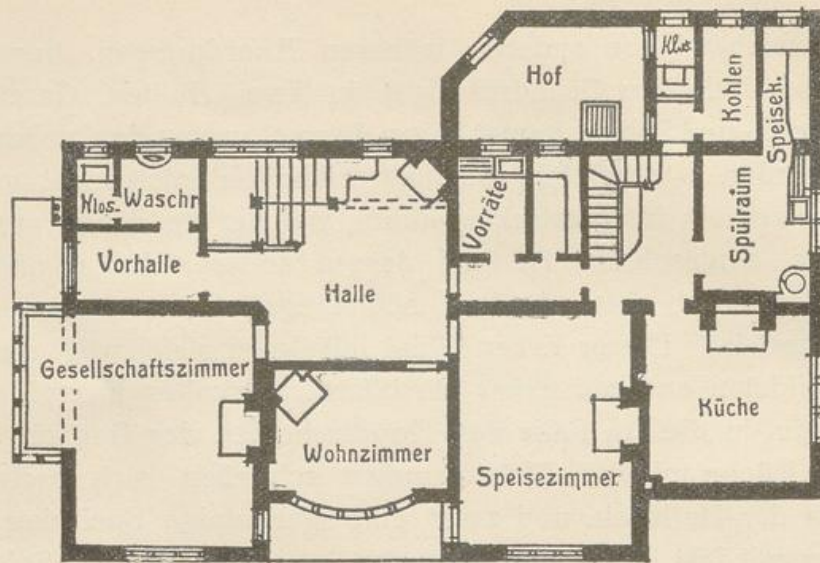 Hof
Klos.
Kohlen
Speisek.
Klos-
Waschr
Vorräte
Spülraum
Vorhalle
Halle
Gesellschaftszimmer
Wohnzimmer
Speisezimmer
Küche